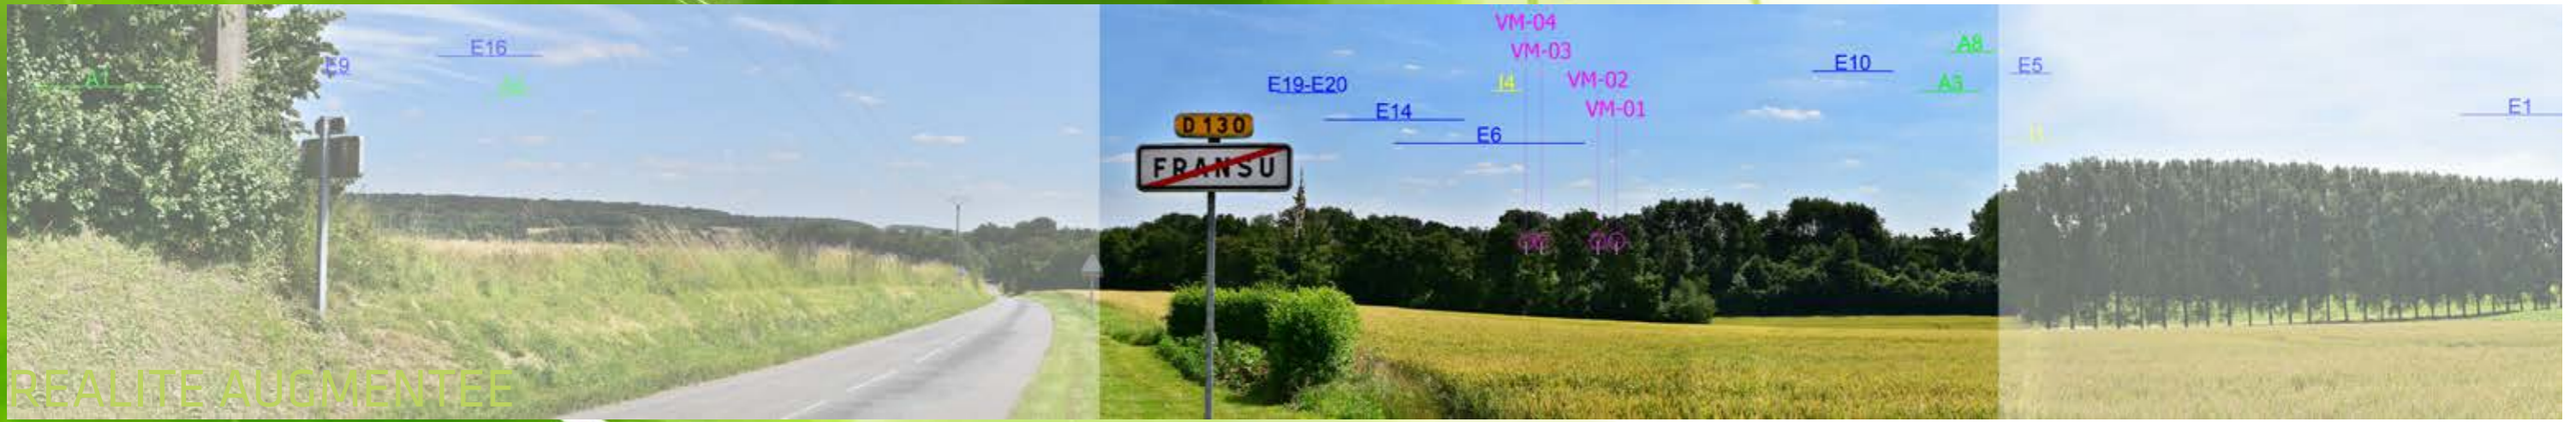 VM-04
VM-03
VM-02
VM-01
E16
E9
A1
E19-E20
I4
E14
E6
E10
A8
A5
E5
E1
D 130
FRANSU
REALITE AUGMENTEE